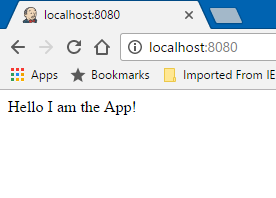 localhost:8080
localhost:8080
Apps Bookmarks Imported From IE
Hello I am the App!